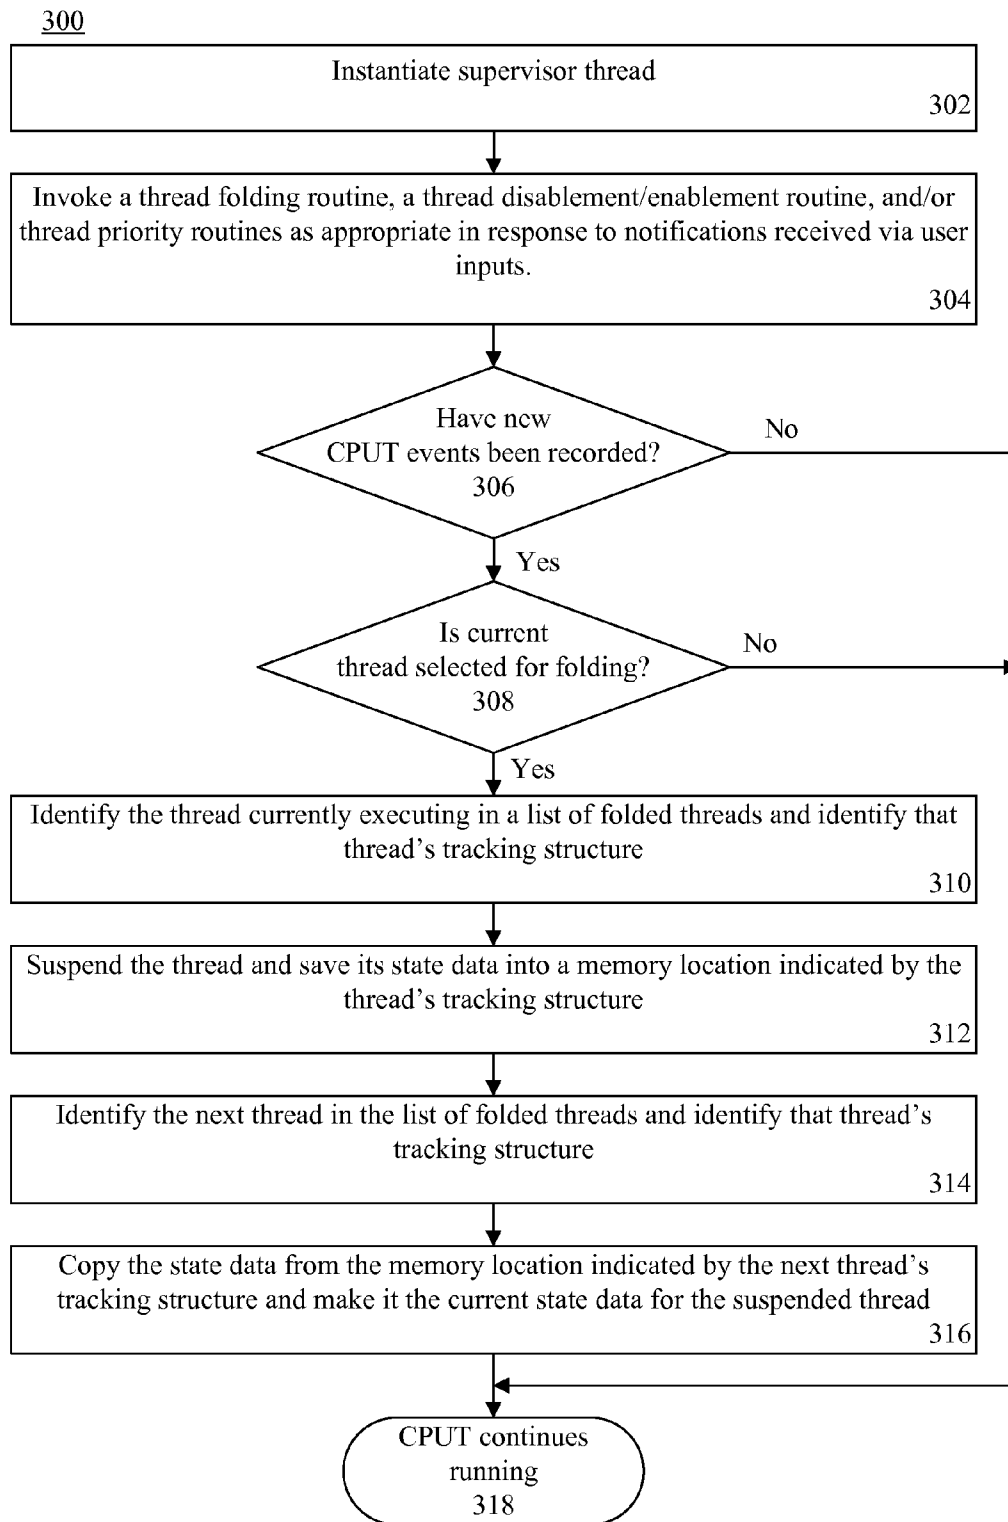 300
Instantiate supervisor thread
302
Invoke a thread folding routine, a thread disablement/enablement routine, and/or
thread priority routines as appropriate in response to notifications received via user
inputs.
304
Have new
CPUT events been recorded?
306
No
Yes
Is current
thread selected for folding?
308
No
Yes
Identify the thread currently executing in a list of folded threads and identify that
thread's tracking structure
310
Suspend the thread and save its state data into a memory location indicated by the
thread's tracking structure
312
Identify the next thread in the list of folded threads and identify that thread's
tracking structure
314
Copy the state data from the memory location indicated by the next thread's
tracking structure and make it the current state data for the suspended thread
316
CPUT continues
running
318